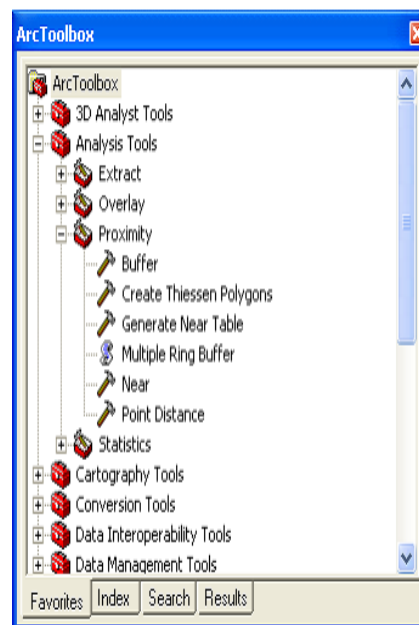 ArcToolbox
ArcToolbox
3D Analyst Tools
Analysis Tools
Extract
Overlay
Proximity
Buffer
Create Thiessen Polygons
Generate Near Table
Multiple Ring Buffer
Near
Point Distance
Statistics
Cartography Tools
Conversion Tools
Data Interoperability Tools
Data Management Tools
Favorites Index Search Results